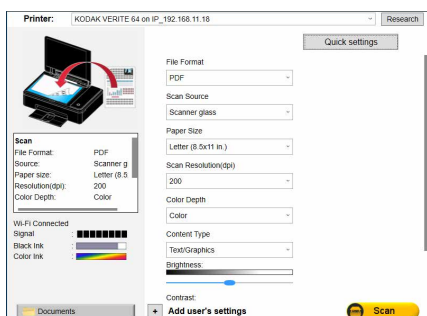 Printer: KODAK VERITE 64 on IP_192.168.11.18 Research
Quick settings
File Format
PDF
Scan Source
Scanner glass
Paper Size
Letter (8.5x11 in.)
Scan Resolution(dpi)
200
Color Depth
Color
Content Type
Text/Graphics
Brightness:
Contrast:
Scan
File Format: PDF
Source: Scanner g
Paper size: Letter (8.5
Resolution(dpi): 200
Color Depth: Color
Wi-Fi Connected
Signal :
Black Ink :
Color Ink :
Documents
+ Add user's settings
Scan